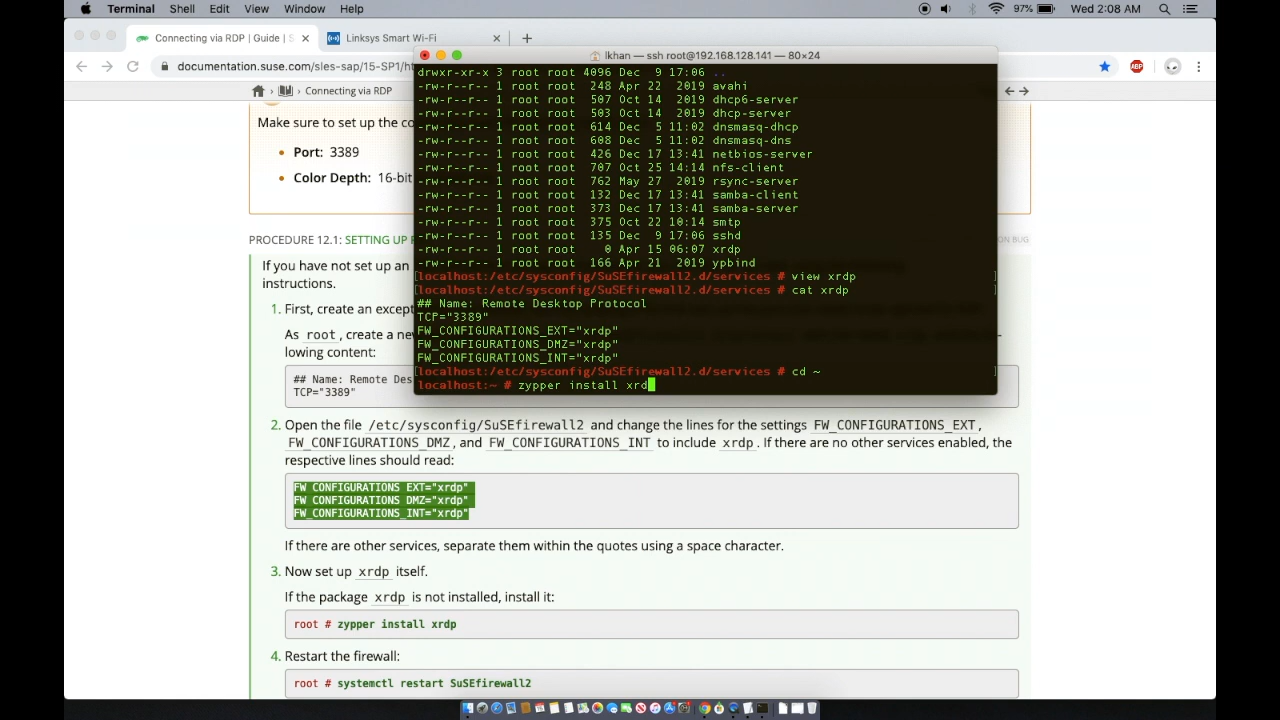 Terminal Shell Edit View Window Help 97% Wed 2:08 AM
Connecting via RDP | Guide | S Linksys Smart Wi-Fi
documentation.suse.com/sles-sap/15-SP1/h
ABP
Connecting via RDP
lkhan — ssh root@192.168.128.141 — 80×24
drwxr-xr-x 3 root root 4096 Dec 9 17:06 ..
-rw-r--r-- 1 root root 248 Apr 22 2019 avahi
-rw-r--r-- 1 root root 507 Oct 14 2019 dhcp6-server
-rw-r--r-- 1 root root 503 Oct 14 2019 dhcp-server
-rw-r--r-- 1 root root 614 Dec 5 11:02 dnsmasq-dhcp
-rw-r--r-- 1 root root 608 Dec 5 11:02 dnsmasq-dns
-rw-r--r-- 1 root root 426 Dec 17 13:41 netbios-server
-rw-r--r-- 1 root root 707 Oct 25 14:14 nfs-client
-rw-r--r-- 1 root root 762 May 27 2019 rsync-server
-rw-r--r-- 1 root root 132 Dec 17 13:41 samba-client
-rw-r--r-- 1 root root 373 Dec 17 13:41 samba-server
-rw-r--r-- 1 root root 375 Oct 22 10:14 smtp
-rw-r--r-- 1 root root 135 Dec 9 17:06 sshd
-rw-r--r-- 1 root root 0 Apr 15 06:07 xrdp
-rw-r--r-- 1 root root 166 Apr 21 2019 ypbind
[localhost:/etc/sysconfig/SuSEfirewall2.d/services # view xrdp ]
[localhost:/etc/sysconfig/SuSEfirewall2.d/services # cat xrdp ]
## Name: Remote Desktop Protocol
TCP="3389"
FW_CONFIGURATIONS_EXT="xrdp"
FW_CONFIGURATIONS_DMZ="xrdp"
FW_CONFIGURATIONS_INT="xrdp"
[localhost:/etc/sysconfig/SuSEfirewall2.d/services # cd ~ ]
localhost:~ # zypper install xrd
Make sure to set up the co
• Port: 3389
• Color Depth: 16-bit
PROCEDURE 12.1: SETTING UP
ON BUG
If you have not set up an
instructions.
1. First, create an except
As root, create a ne
lowing content:
## Name: Remote Des
TCP="3389"
2. Open the file /etc/sysconfig/SuSEfirewall2 and change the lines for the settings FW_CONFIGURATIONS_EXT,
FW_CONFIGURATIONS_DMZ, and FW_CONFIGURATIONS_INT to include xrdp. If there are no other services enabled, the
respective lines should read:
FW_CONFIGURATIONS_EXT="xrdp"
FW_CONFIGURATIONS_DMZ="xrdp"
FW_CONFIGURATIONS_INT="xrdp"
If there are other services, separate them within the quotes using a space character.
3. Now set up xrdp itself.
If the package xrdp is not installed, install it:
root # zypper install xrdp
4. Restart the firewall:
root # systemctl restart SuSEfirewall2